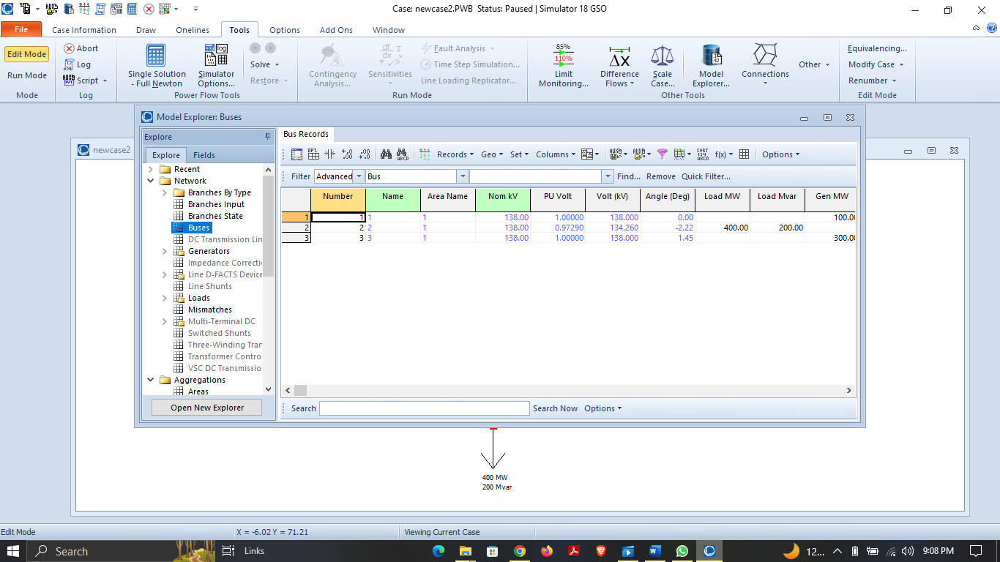 Case: newcase2.PWB  Status: Paused | Simulator 18 GSO
File Case Information Draw Onelines Tools Options Add Ons Window
Edit Mode
Run Mode
Mode
Abort
Log
Script
Log
Single Solution
- Full Newton
Simulator
Options...
Solve
Restore
Power Flow Tools
Contingency
Analysis...
Sensitivities
Fault Analysis
Time Step Simulation...
Line Loading Replicator...
Run Mode
85%
110%
Limit
Monitoring...
Difference
Flows
Scale
Case...
Model
Explorer...
Connections
Other
Other Tools
Equivalencing...
Modify Case
Renumber
Edit Mode
newcase2
Model Explorer: Buses
Explore
Explore Fields
Recent
Network
Branches By Type
Branches Input
Branches State
Buses
DC Transmission Lin
Generators
Impedance Correcti
Line D-FACTS Device
Line Shunts
Loads
Mismatches
Multi-Terminal DC
Switched Shunts
Three-Winding Tran
Transformer Contro
VSC DC Transmissio
Aggregations
Areas
Open New Explorer
Bus Records
Records Geo Set Columns SORT 124 ABCD f(x) Options
Filter Advanced Bus Find... Remove Quick Filter...
Number Name Area Name Nom kV PU Volt Volt (kV) Angle (Deg) Load MW Load Mvar Gen MW
1 1 1 1 138.00 1.00000 138.000 0.00 100.00
2 2 2 1 138.00 0.97290 134.260 -2.22 400.00 200.00
3 3 3 1 138.00 1.00000 138.000 1.45 300.00
Search Search Now Options
400 MW
200 Mvar
Edit Mode X = -6.02 Y = 71.21 Viewing Current Case
Search Links 12... 9:08 PM